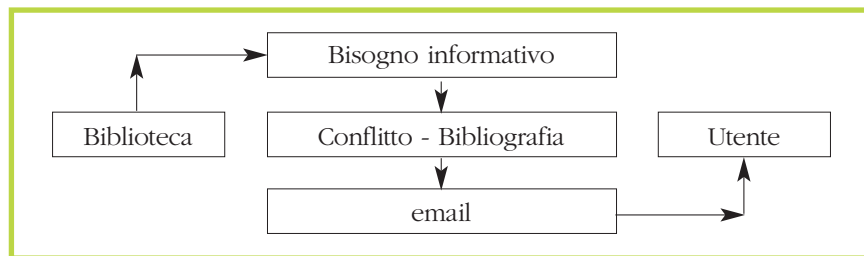 Bisogno informativo
Biblioteca
Conflitto - Bibliografia
Utente
email